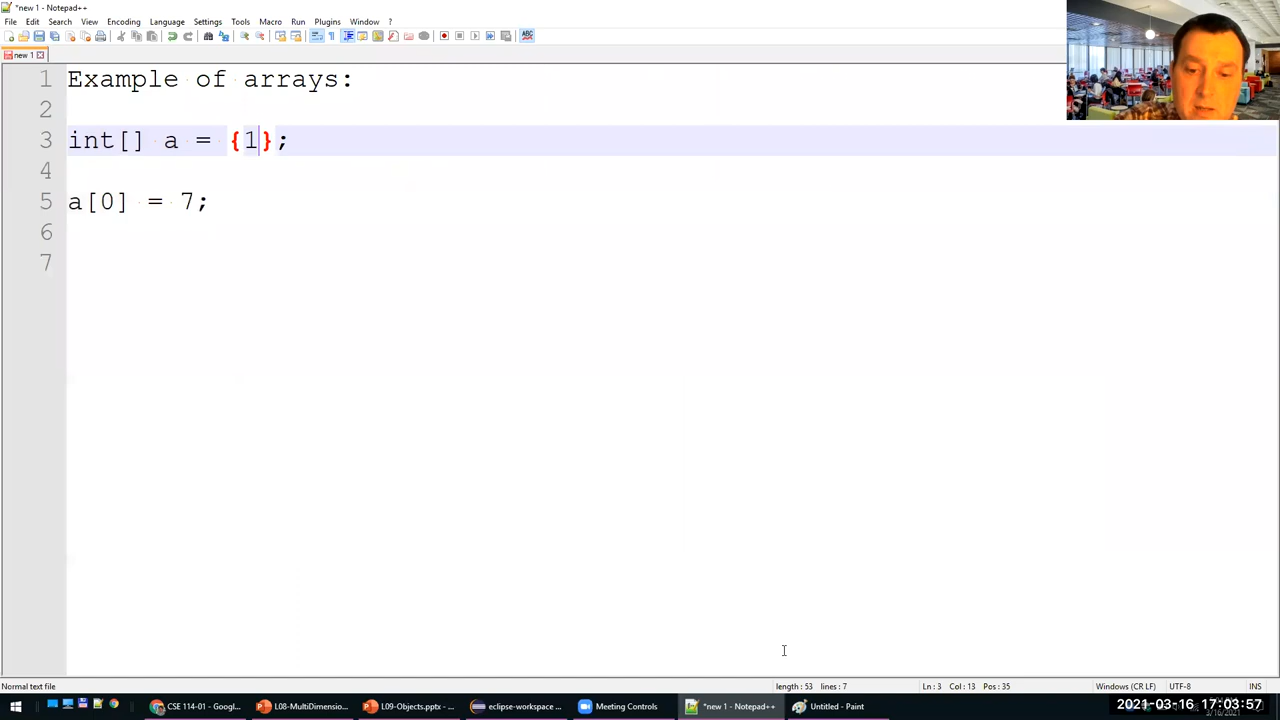 *new 1 - Notepad++
File Edit Search View Encoding Language Settings Tools Macro Run Plugins Window ?
new 1
1 Example of arrays:
2
3 int[] a = {1};
4
5 a[0] = 7;
6
7
Normal text file length : 53 lines : 7 Ln : 3 Col : 13 Pos : 35 Windows (CR LF) UTF-8 INS
CSE 114-01 - Googl... L08-MultiDimensio... L09-Objects.pptx - ... eclipse-workspace ... Meeting Controls *new 1 - Notepad++ Untitled - Paint 2021-03-16 17:03:57
3/16/2021